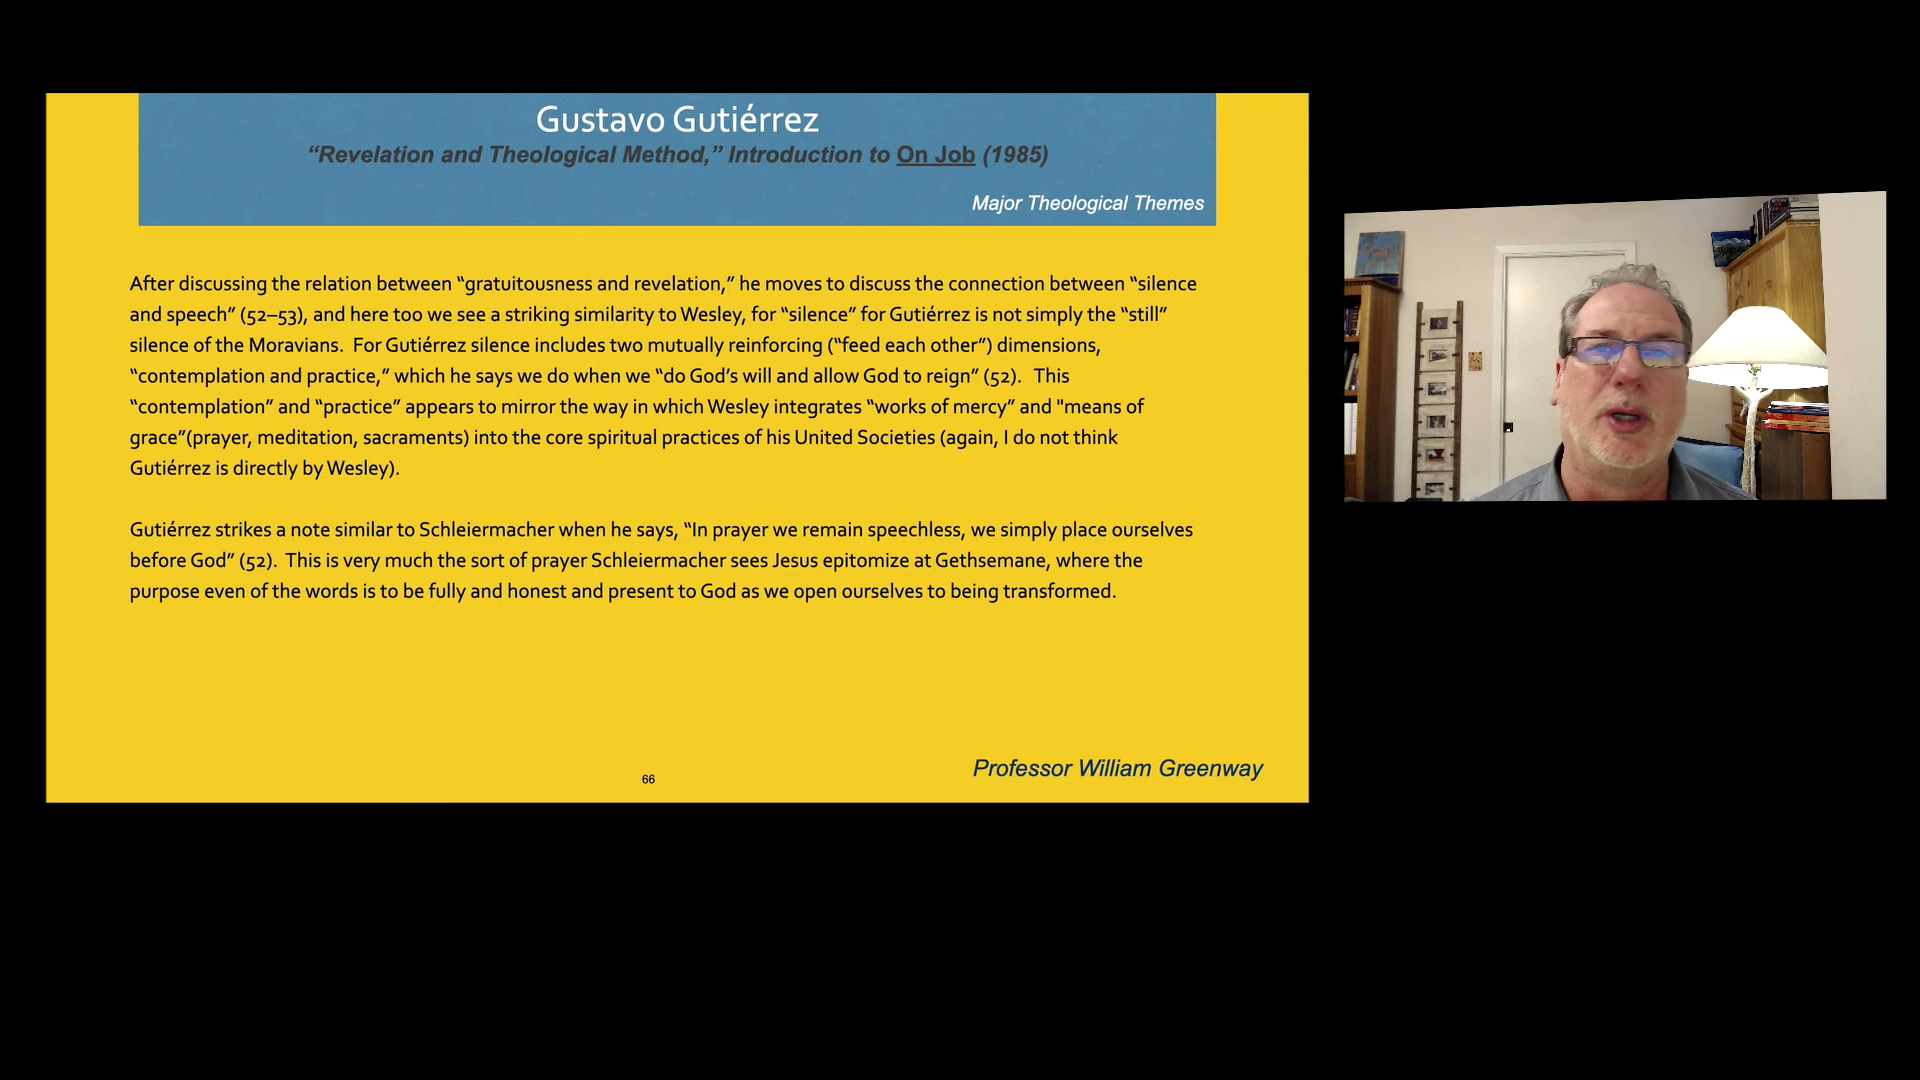 Gustavo Gutiérrez
“Revelation and Theological Method,” Introduction to On Job (1985)
Major Theological Themes
After discussing the relation between “gratuitousness and revelation,” he moves to discuss the connection between “silence
and speech” (52–53), and here too we see a striking similarity to Wesley, for “silence” for Gutiérrez is not simply the “still”
silence of the Moravians.  For Gutiérrez silence includes two mutually reinforcing (“feed each other”) dimensions,
“contemplation and practice,” which he says we do when we “do God’s will and allow God to reign” (52).   This
“contemplation” and “practice” appears to mirror the way in which Wesley integrates “works of mercy” and "means of
grace”(prayer, meditation, sacraments) into the core spiritual practices of his United Societies (again, I do not think
Gutiérrez is directly by Wesley).
Gutiérrez strikes a note similar to Schleiermacher when he says, “In prayer we remain speechless, we simply place ourselves
before God” (52).  This is very much the sort of prayer Schleiermacher sees Jesus epitomize at Gethsemane, where the
purpose even of the words is to be fully and honest and present to God as we open ourselves to being transformed.
66
Professor William Greenway